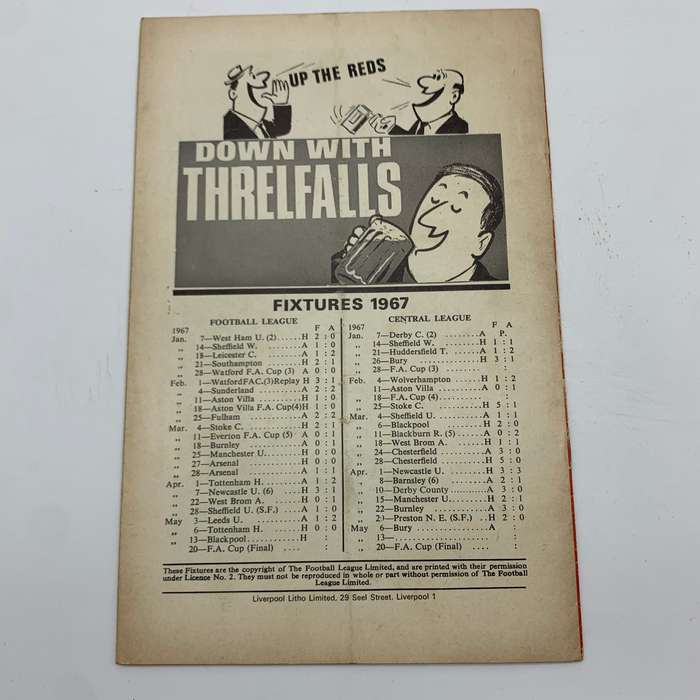 UP THE REDS
DOWN WITH
THRELFALLS
FIXTURES 1967
FOOTBALL LEAGUE
1967 F A
Jan. 7—West Ham U. (2) ......H 2 : 0
„ 14—Sheffield W. ........A 1 : 0
„ 18—Leicester C. ........A 1 : 2
„ 21—Southampton ........H 2 : 1
„ 28—Watford F.A. Cup (3) A 0 : 0
Feb. 1—Watford F.A.C.(3)Replay H 3 : 1
„ 4—Sunderland ........A 2 : 2
„ 11—Aston Villa ........H 1 : 0
„ 18—Aston Villa F.A. Cup(4)H 1 : 0
„ 25—Fulham ........A 2 : 2
Mar. 4—Stoke C. ........H 2 : 1
„ 11—Everton F.A. Cup (5) A 0 : 1
„ 18—Burnley ........A 0 : 1
„ 25—Manchester U. ......H 0 : 0
„ 27—Arsenal ........H 0 : 0
„ 28—Arsenal ........A 1 : 1
Apr. 1—Tottenham H. ......A 1 : 2
„ 7—Newcastle U. (6) ....H 3 : 1
„ 22—West Brom A. ......H 0 : 1
„ 28—Sheffield U. (S.F.) ....A 0 : 1
May 3—Leeds U. ........A 1 : 2
„ 6—Tottenham H. ......H 0 : 0
„ 13—Blackpool ........H :
20—F.A. Cup (Final) .... :
CENTRAL LEAGUE
1967 F A
Jan. 7—Derby C. (2) ........A P.
„ 14—Sheffield W. ........H 1 : 1
„ 21—Huddersfield T. ......A 1 : 2
„ 26—Bury ........H 3 : 1
„ 28—F.A. Cup (3) ........ :
Feb. 4—Wolverhampton ......H 1 : 2
„ 11—Aston Villa ........A 0 : 1
„ 18—F.A. Cup (4)........ :
„ 25—Stoke C. ........H 5 : 1
Mar. 4—Sheffield U. ........A 1 : 1
„ 6—Blackpool ........H 2 : 0
„ 11—Blackburn R. (5) ....A 0 : 2
„ 18—West Brom A. ......H 1 : 1
„ 24—Chesterfield ........A 3 : 0
„ 28—Chesterfield ........H 5 : 0
Apr. 1—Newcastle U. ........H 3 : 3
„ 8—Barnsley (6) ........A 2 : 1
„ 10—Derby County ......A 3 : 0
„ 15—Manchester U. ......H 2 : 1
„ 22—Burnley ........A 3 : 0
„ 29—Preston N. E. (S.F.) ..H 2 : 0
May 6—Bury ........A :
„ 13— ........ :
20—F.A. Cup (Final) .... :
These Fixtures are the copyright of The Football League Limited, and are printed with their permission
under Licence No. 2. They must not be reproduced in whole or part without permission of The Football
League Limited.
Liverpool Litho Limited, 29 Seel Street, Liverpool 1